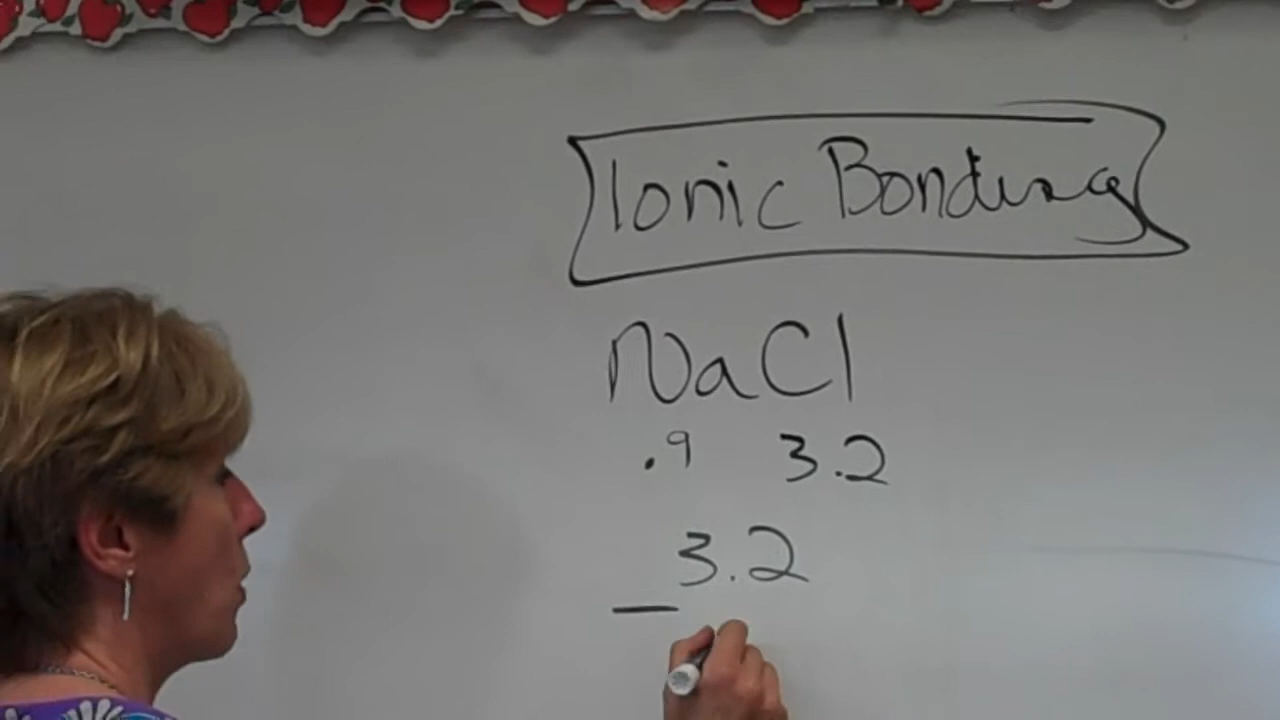 Ionic Bonding
NaCl
.9 3.2
3.2
—